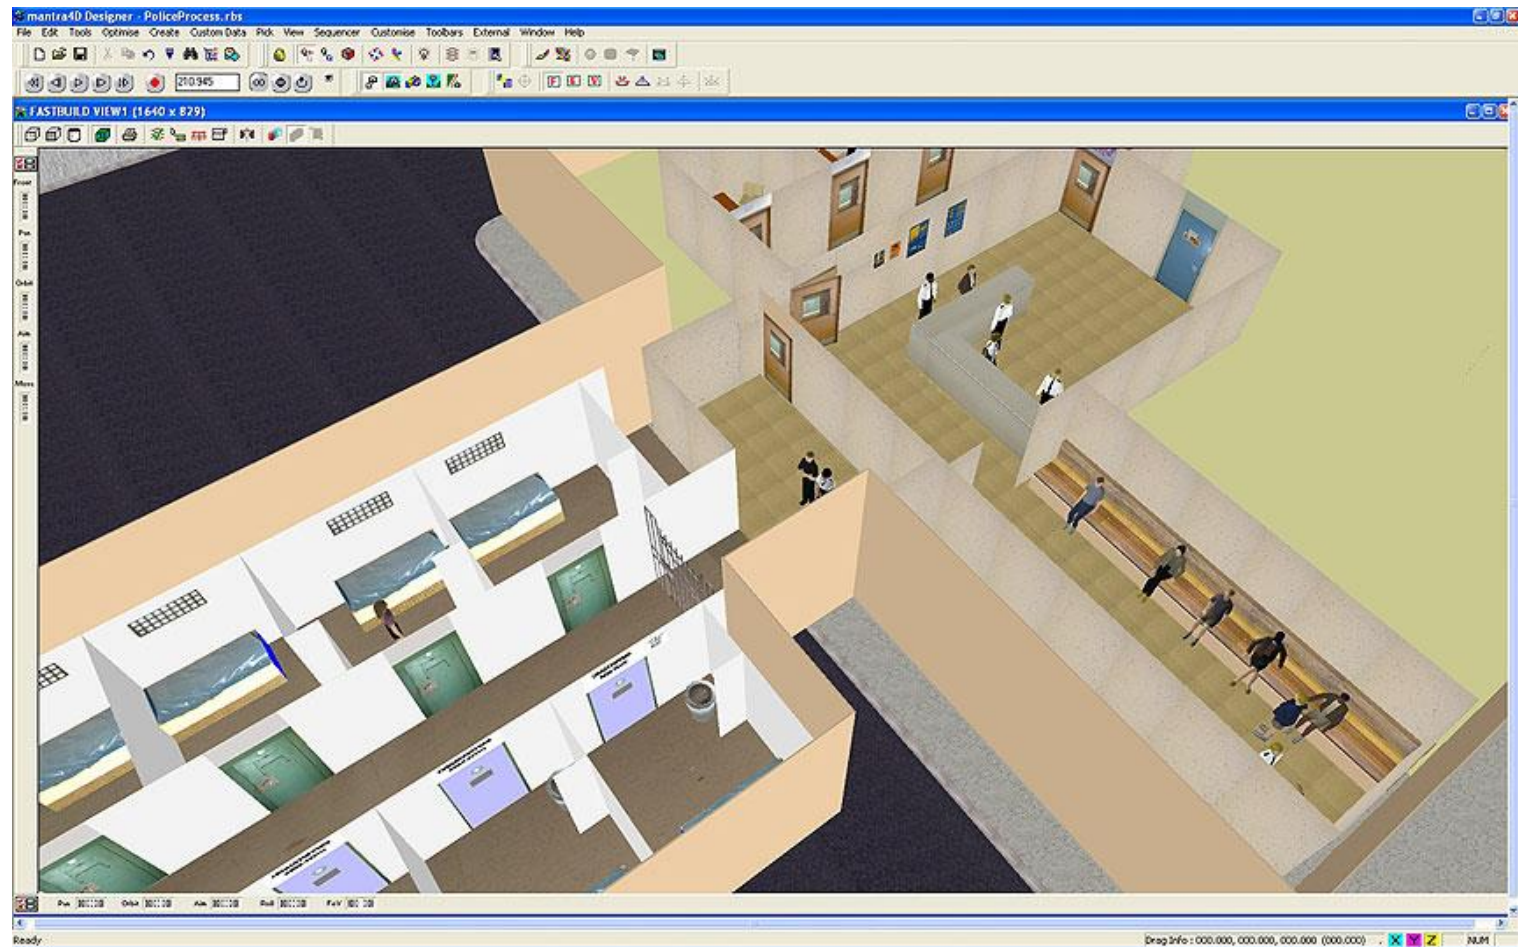 mantra4D Designer - PoliceProcess.rbs
File Edit Tools Optimise Create Custom Data Pick View Sequencer Customise Toolbars External Window Help
210.945
F E V
FASTBUILD VIEW1 (1640 x 829)
Front
Pan
Orbit
Aim
Move
Pan Orbit Aim Roll FoV
Ready
Drag Info : 000.000, 000.000, 000.000 (000.000) X Y Z NUM